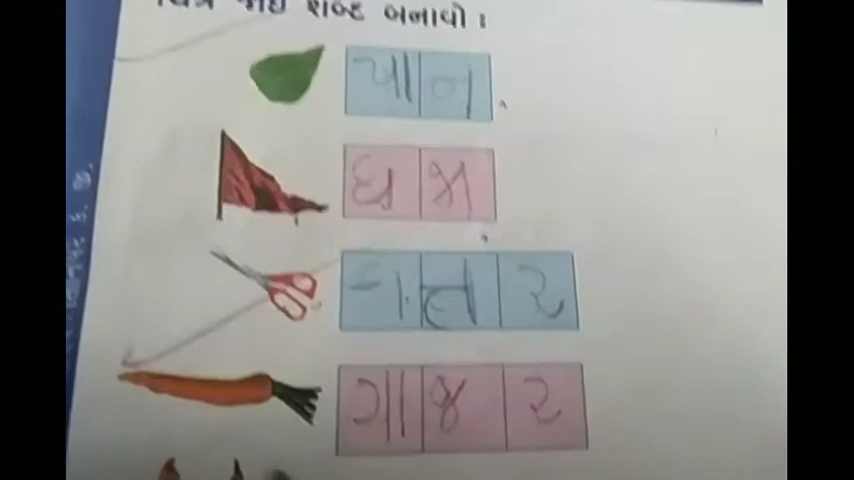 ચિત્ર જોઈ શબ્દ બનાવો :
પાન
ધજા
કાતર
ગાજર